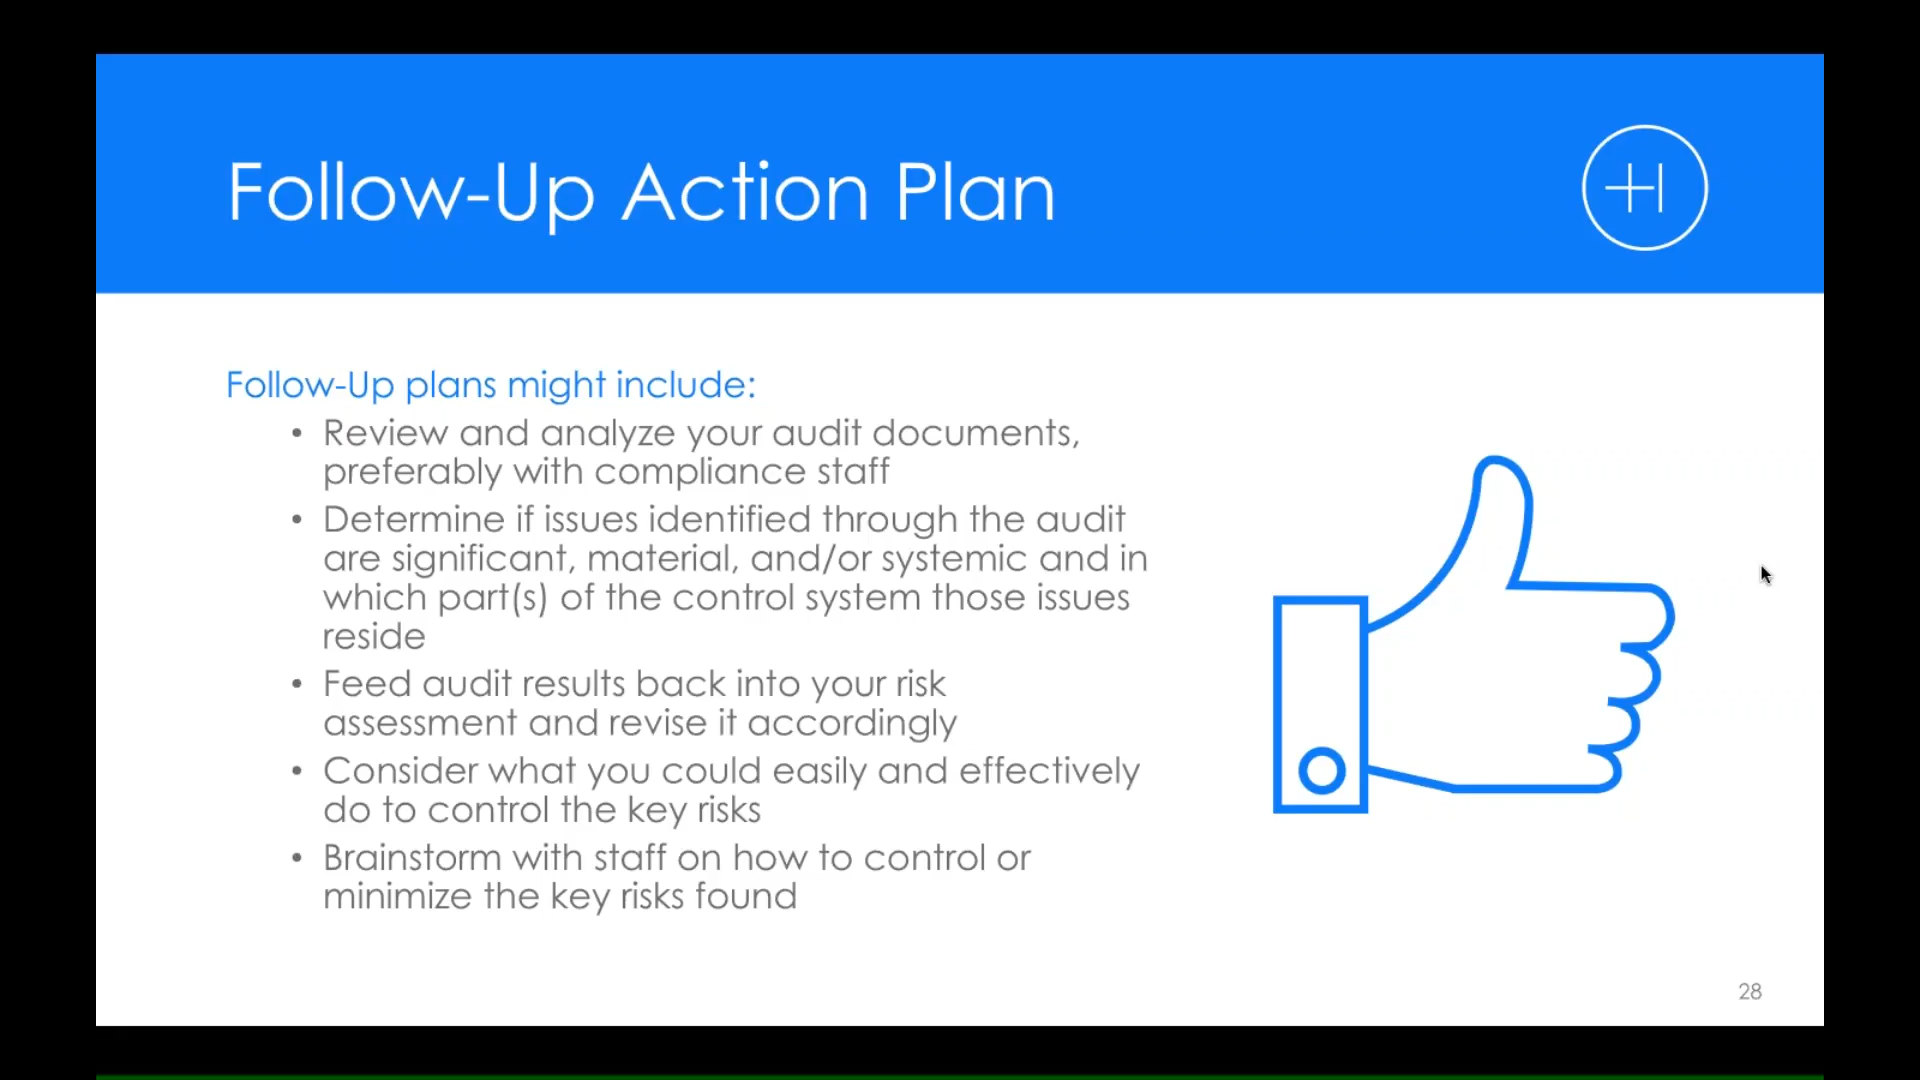 Follow-Up Action Plan
Follow-Up plans might include:
• Review and analyze your audit documents,
preferably with compliance staff
• Determine if issues identified through the audit
are significant, material, and/or systemic and in
which part(s) of the control system those issues
reside
• Feed audit results back into your risk
assessment and revise it accordingly
• Consider what you could easily and effectively
do to control the key risks
• Brainstorm with staff on how to control or
minimize the key risks found
28